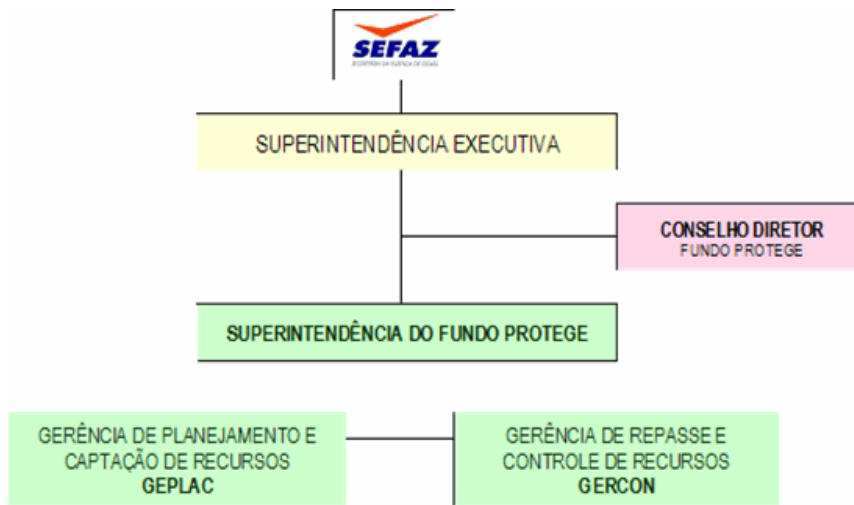 SEFAZ
SUPERINTENDÊNCIA EXECUTIVA
CONSELHO DIRETOR
FUNDO PROTEGE
SUPERINTENDÊNCIA DO FUNDO PROTEGE
GERÊNCIA DE PLANEJAMENTO E
CAPTAÇÃO DE RECURSOS
GEPLAC
GERÊNCIA DE REPASSE E
CONTROLE DE RECURSOS
GERCON